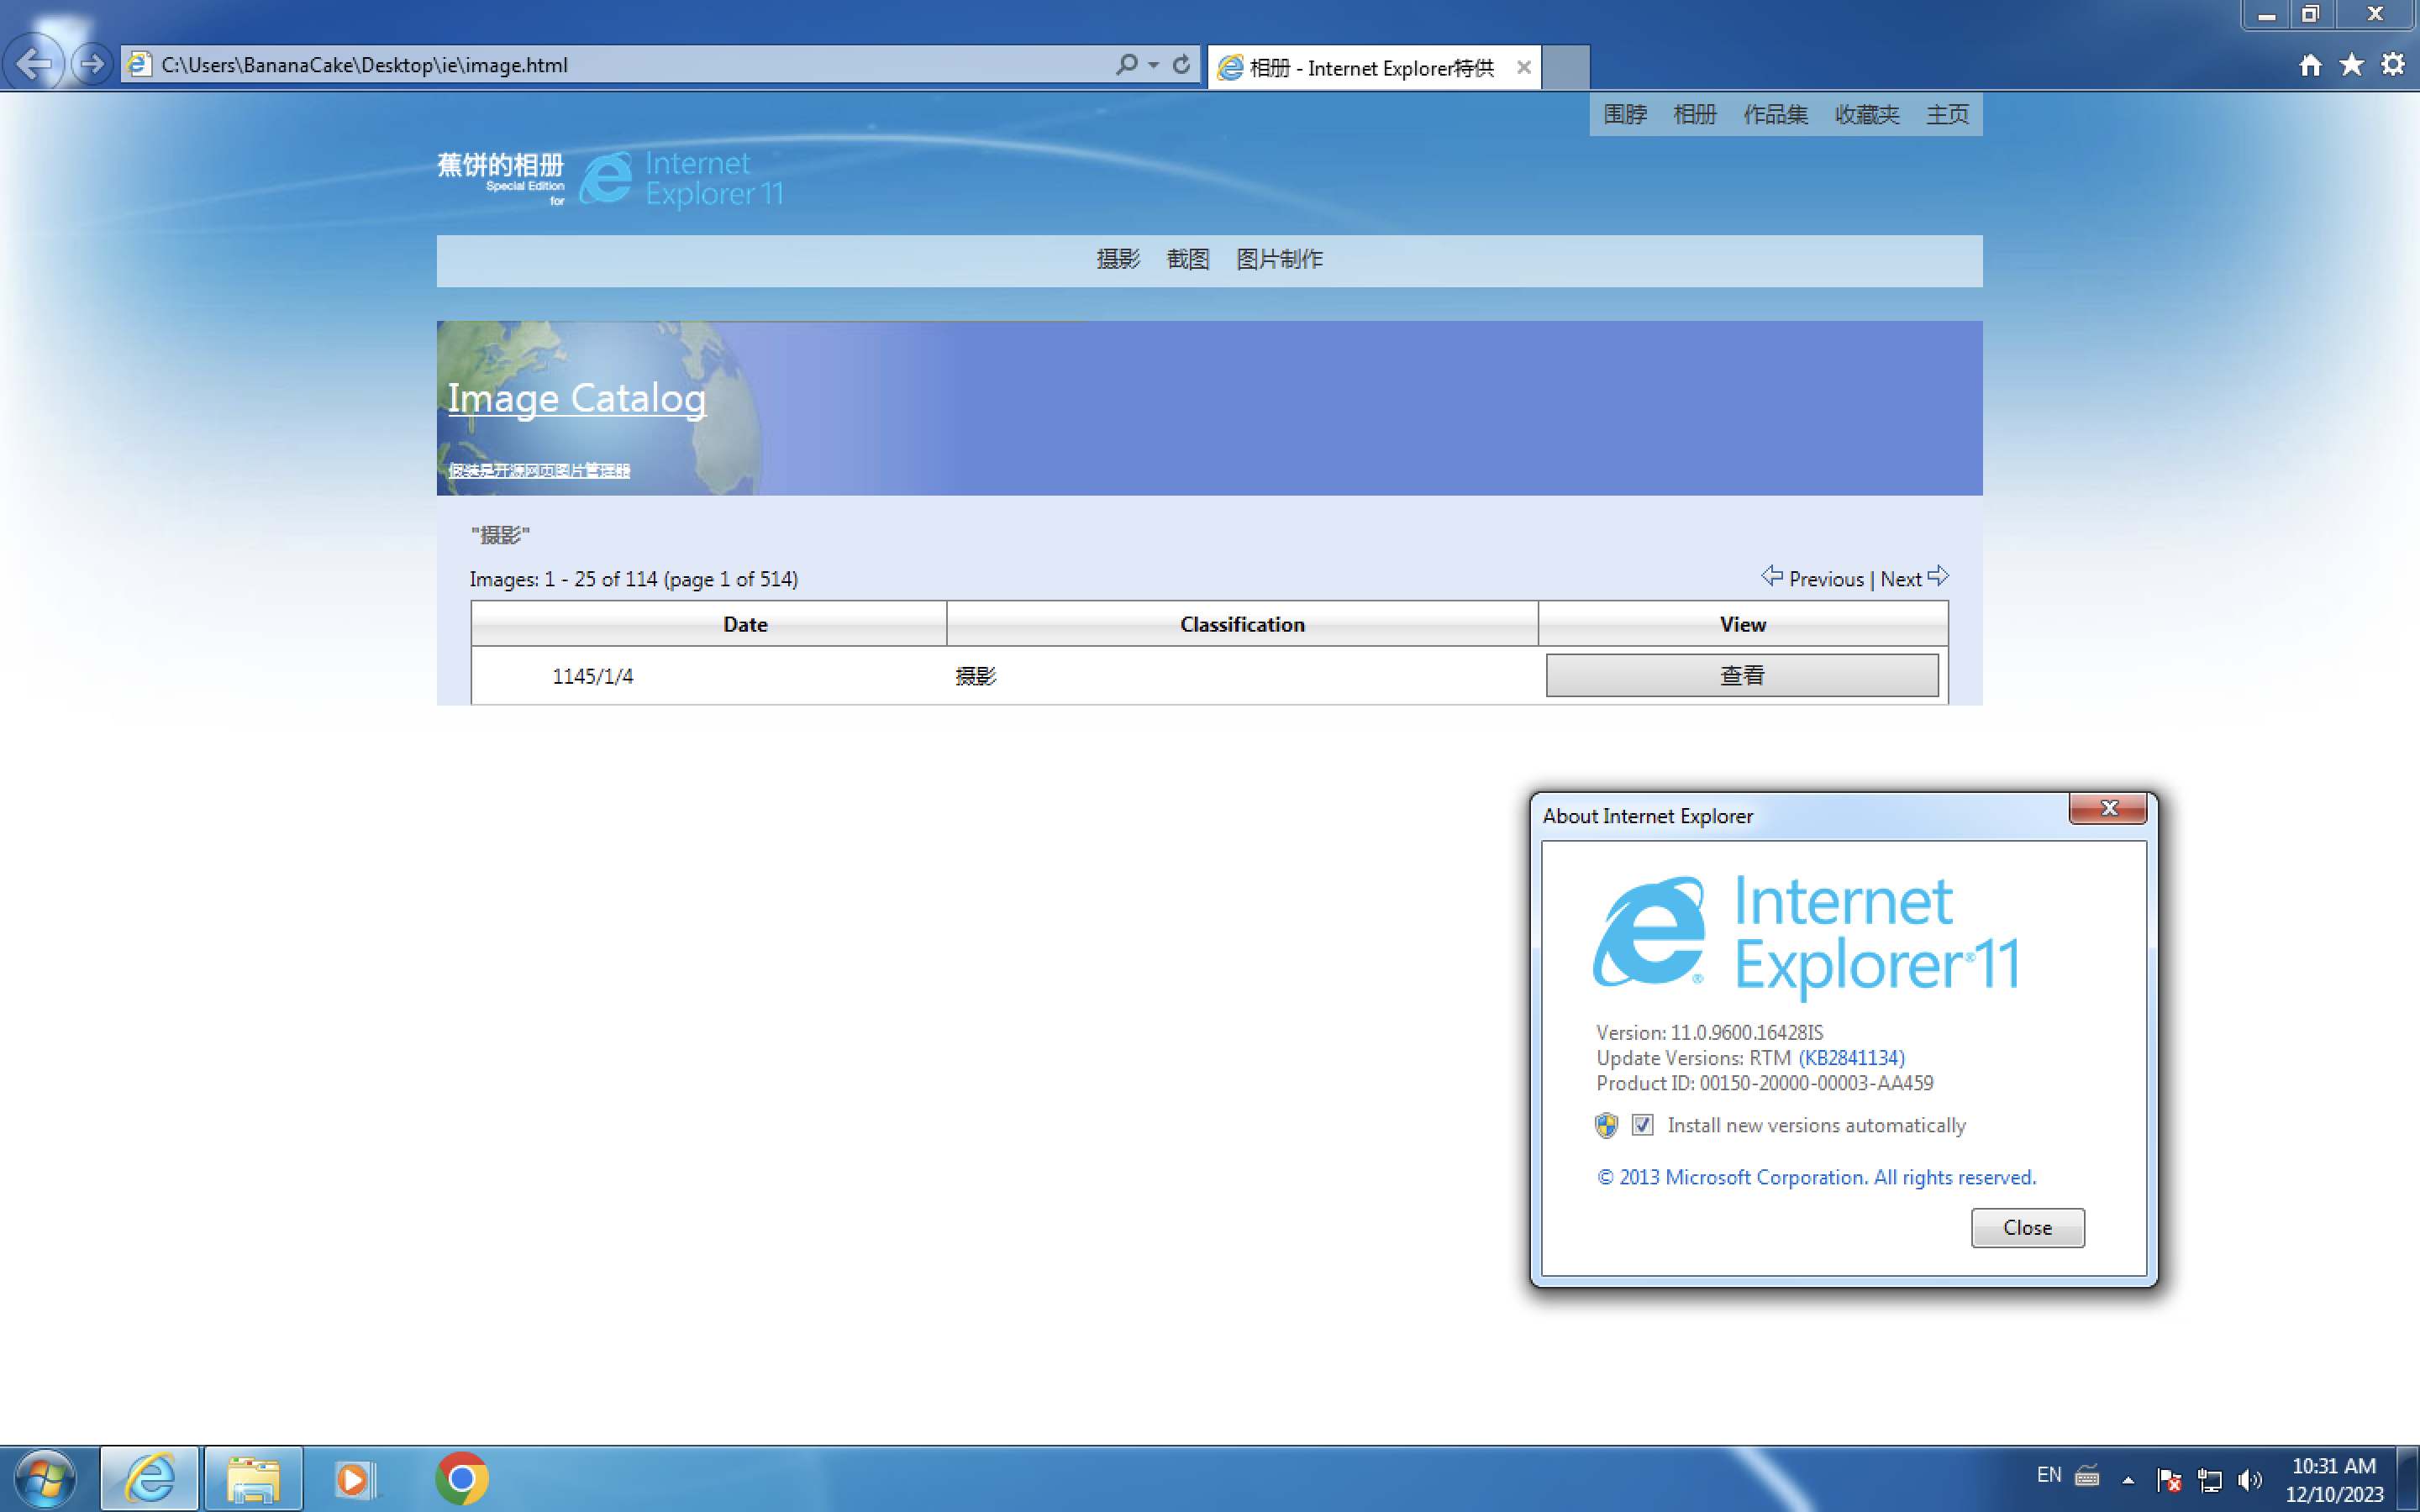 C:\Users\BananaCake\Desktop\ie\image.html
相册 - Internet Explorer特供
围脖 相册 作品集 收藏夹 主页
蕉饼的相册
Special Edition
for
Internet
Explorer 11
摄影 截图 图片制作
Image Catalog
假装是开源网页图片管理器
"摄影"
Images: 1 - 25 of 114 (page 1 of 514)
Previous | Next
Date Classification View
1145/1/4 摄影 查看
About Internet Explorer
Internet
Explorer®11
Version: 11.0.9600.16428IS
Update Versions: RTM (KB2841134)
Product ID: 00150-20000-00003-AA459
Install new versions automatically
© 2013 Microsoft Corporation. All rights reserved.
Close
EN
10:31 AM
12/10/2023